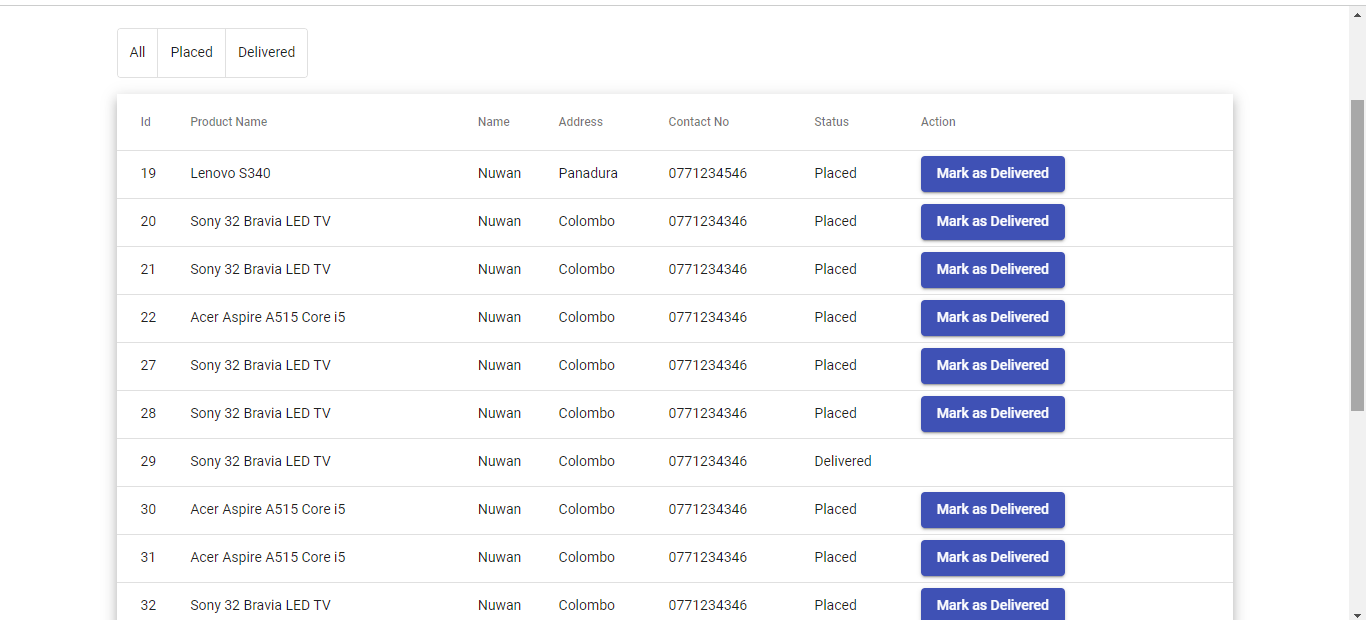 All Placed Delivered
Id Product Name Name Address Contact No Status Action
19 Lenovo S340 Nuwan Panadura 0771234546 Placed Mark as Delivered
20 Sony 32 Bravia LED TV Nuwan Colombo 0771234346 Placed Mark as Delivered
21 Sony 32 Bravia LED TV Nuwan Colombo 0771234346 Placed Mark as Delivered
22 Acer Aspire A515 Core i5 Nuwan Colombo 0771234346 Placed Mark as Delivered
27 Sony 32 Bravia LED TV Nuwan Colombo 0771234346 Placed Mark as Delivered
28 Sony 32 Bravia LED TV Nuwan Colombo 0771234346 Placed Mark as Delivered
29 Sony 32 Bravia LED TV Nuwan Colombo 0771234346 Delivered
30 Acer Aspire A515 Core i5 Nuwan Colombo 0771234346 Placed Mark as Delivered
31 Acer Aspire A515 Core i5 Nuwan Colombo 0771234346 Placed Mark as Delivered
32 Sony 32 Bravia LED TV Nuwan Colombo 0771234346 Placed Mark as Delivered